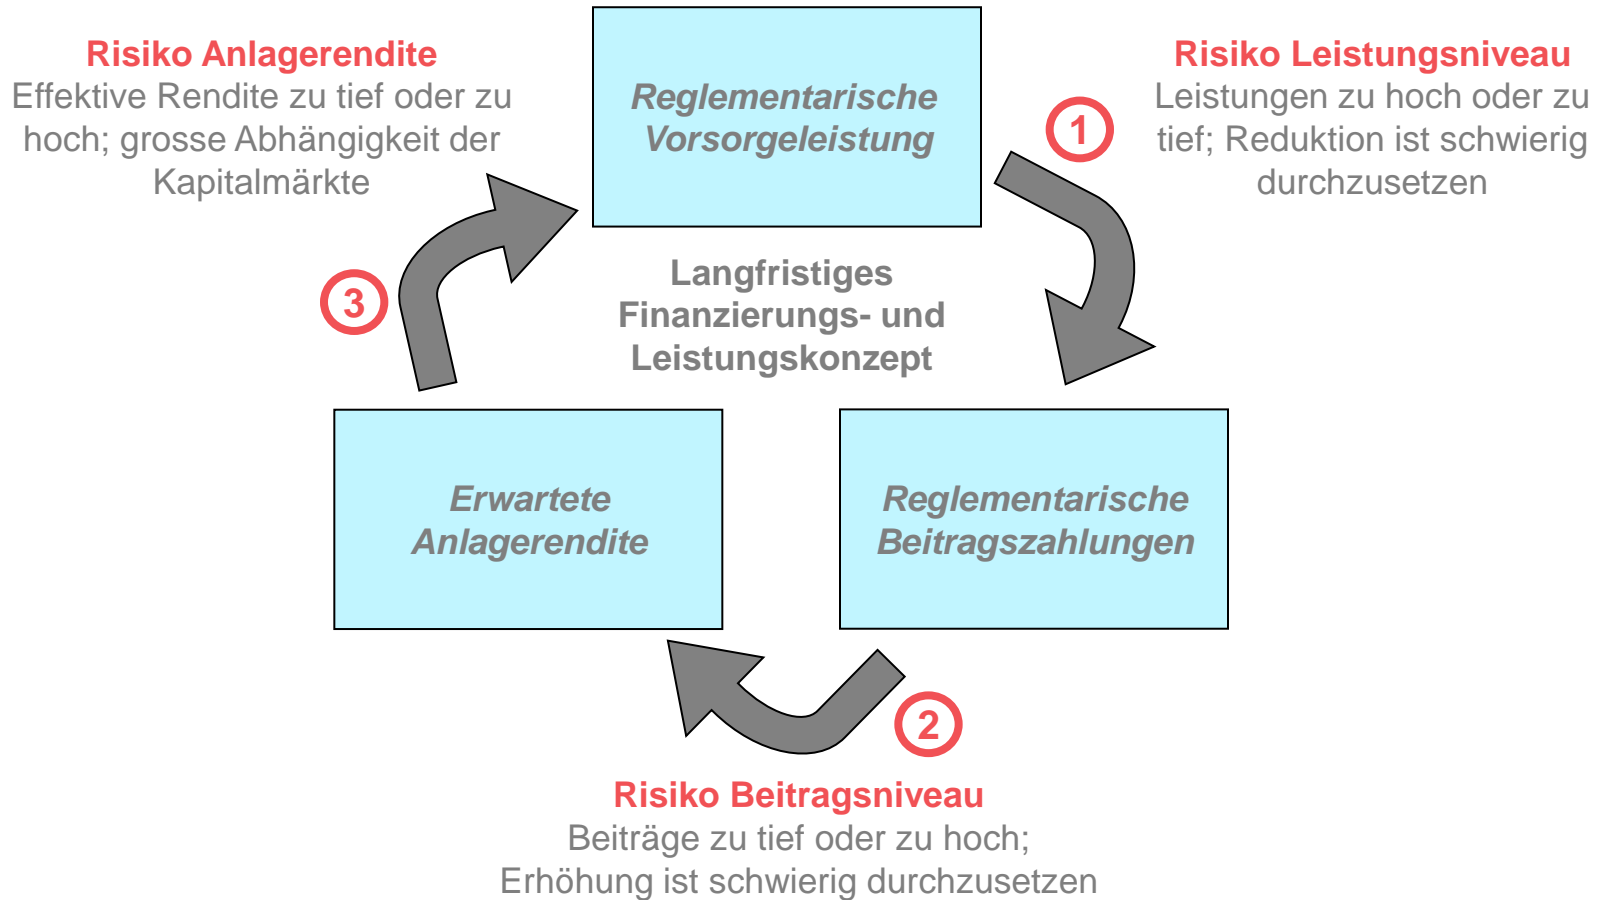 Risiko Anlagerendite
Effektive Rendite zu tief oder zu
hoch; grosse Abhängigkeit der
Kapitalmärkte
Reglementarische
Vorsorgeleistung
1
Risiko Leistungsniveau
Leistungen zu hoch oder zu
tief; Reduktion ist schwierig
durchzusetzen
3
Langfristiges
Finanzierungs- und
Leistungskonzept
Erwartete
Anlagerendite
Reglementarische
Beitragszahlungen
2
Risiko Beitragsniveau
Beiträge zu tief oder zu hoch;
Erhöhung ist schwierig durchzusetzen